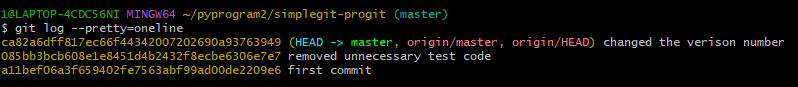 1@LAPTOP-4CDC56NI MINGW64 ~/pyprogram2/simplegit-progit (master)
$ git log --pretty=oneline
ca82a6dff817ec66f44342007202690a93763949 (HEAD -> master, origin/master, origin/HEAD) changed the verison number
085bb3bcb608e1e8451d4b2432f8ecbe6306e7e7 removed unnecessary test code
a11bef06a3f659402fe7563abf99ad00de2209e6 first commit